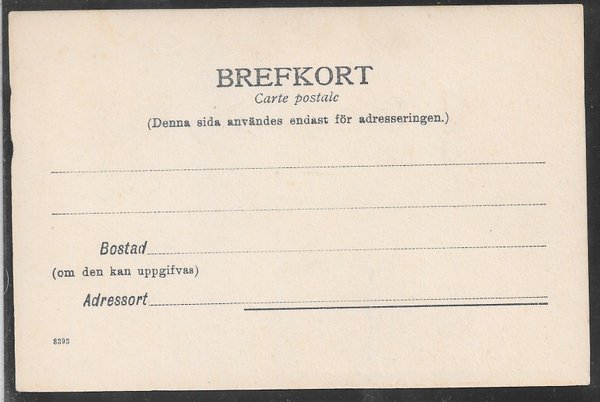 BREFKORT
Carte postale
(Denna sida användes endast för adresseringen.)
Bostad
(om den kan uppgifvas)
Adressort
8393